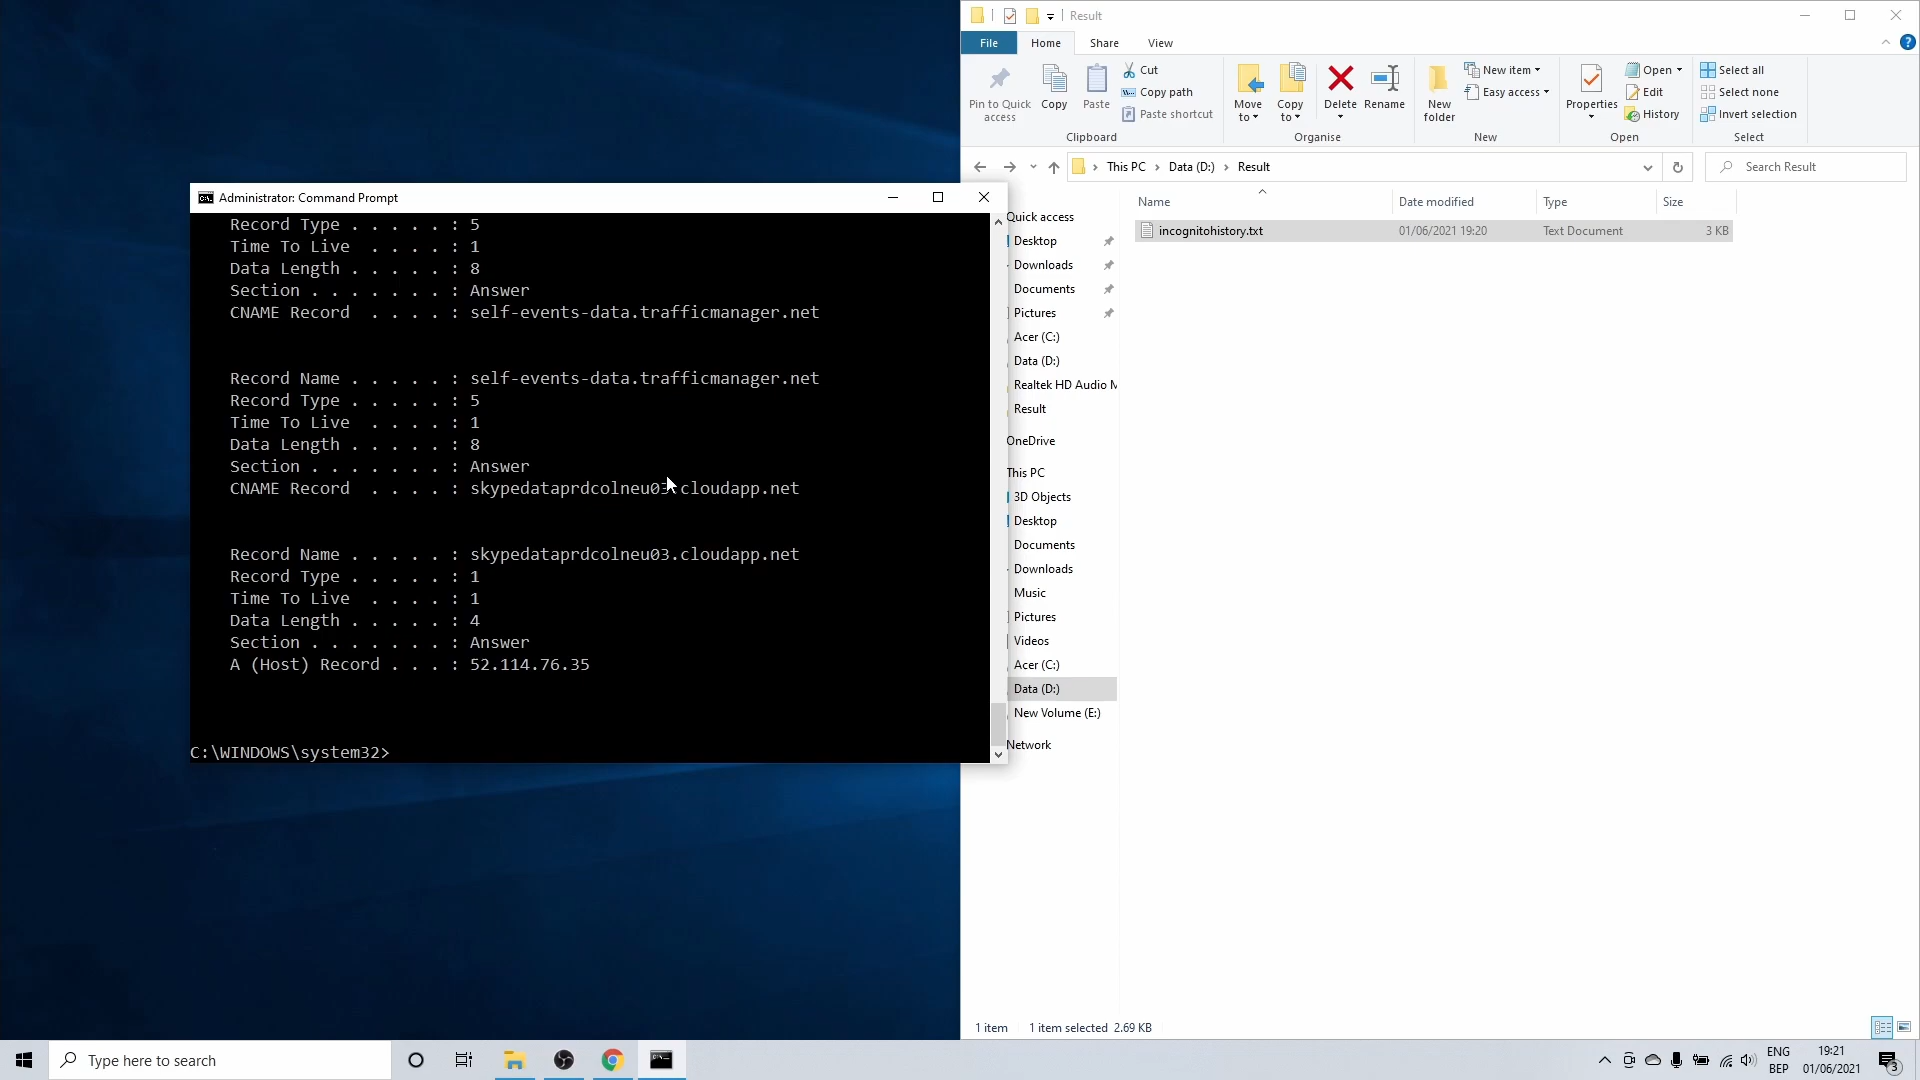 Administrator: Command Prompt
Record Type . . . . . : 5
Time To Live  . . . . : 1
Data Length . . . . . : 8
Section . . . . . . . : Answer
CNAME Record  . . . . : self-events-data.trafficmanager.net
Record Name . . . . . : self-events-data.trafficmanager.net
Record Type . . . . . : 5
Time To Live  . . . . : 1
Data Length . . . . . : 8
Section . . . . . . . : Answer
CNAME Record  . . . . : skypedataprdcolneu03.cloudapp.net
Record Name . . . . . : skypedataprdcolneu03.cloudapp.net
Record Type . . . . . : 1
Time To Live  . . . . : 1
Data Length . . . . . : 4
Section . . . . . . . : Answer
A (Host) Record . . . : 52.114.76.35
C:\WINDOWS\system32>
Result
File Home Share View
Pin to Quick access
Copy
Paste
Cut
Copy path
Paste shortcut
Clipboard
Move to
Copy to
Delete
Rename
Organise
New folder
New item
Easy access
New
Properties
Open
Edit
History
Open
Select all
Select none
Invert selection
Select
This PC > Data (D:) > Result
Search Result
Name Date modified Type Size
incognitohistory.txt 01/06/2021 19:20 Text Document 3 KB
Quick access
Desktop
Downloads
Documents
Pictures
Acer (C:)
Data (D:)
Realtek HD Audio M
Result
OneDrive
This PC
3D Objects
Desktop
Documents
Downloads
Music
Pictures
Videos
Acer (C:)
Data (D:)
New Volume (E:)
Network
1 item 1 item selected 2.69 KB
Type here to search
ENG
BEP
19:21
01/06/2021
3